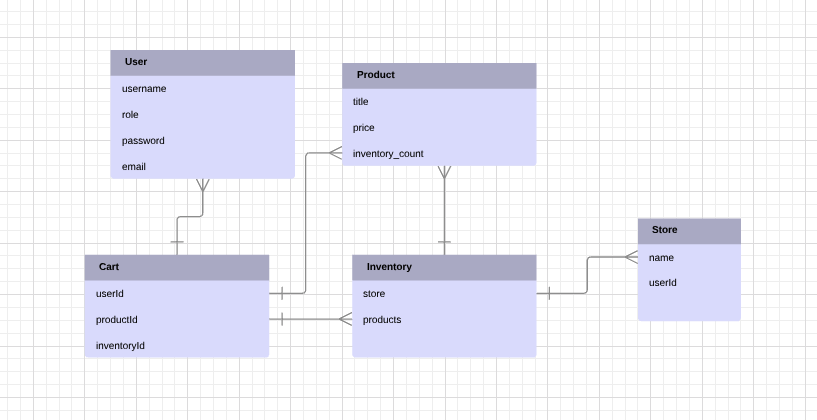 User
username
role
password
email
Product
title
price
inventory_count
Cart
userId
productId
inventoryId
Inventory
store
products
Store
name
userId